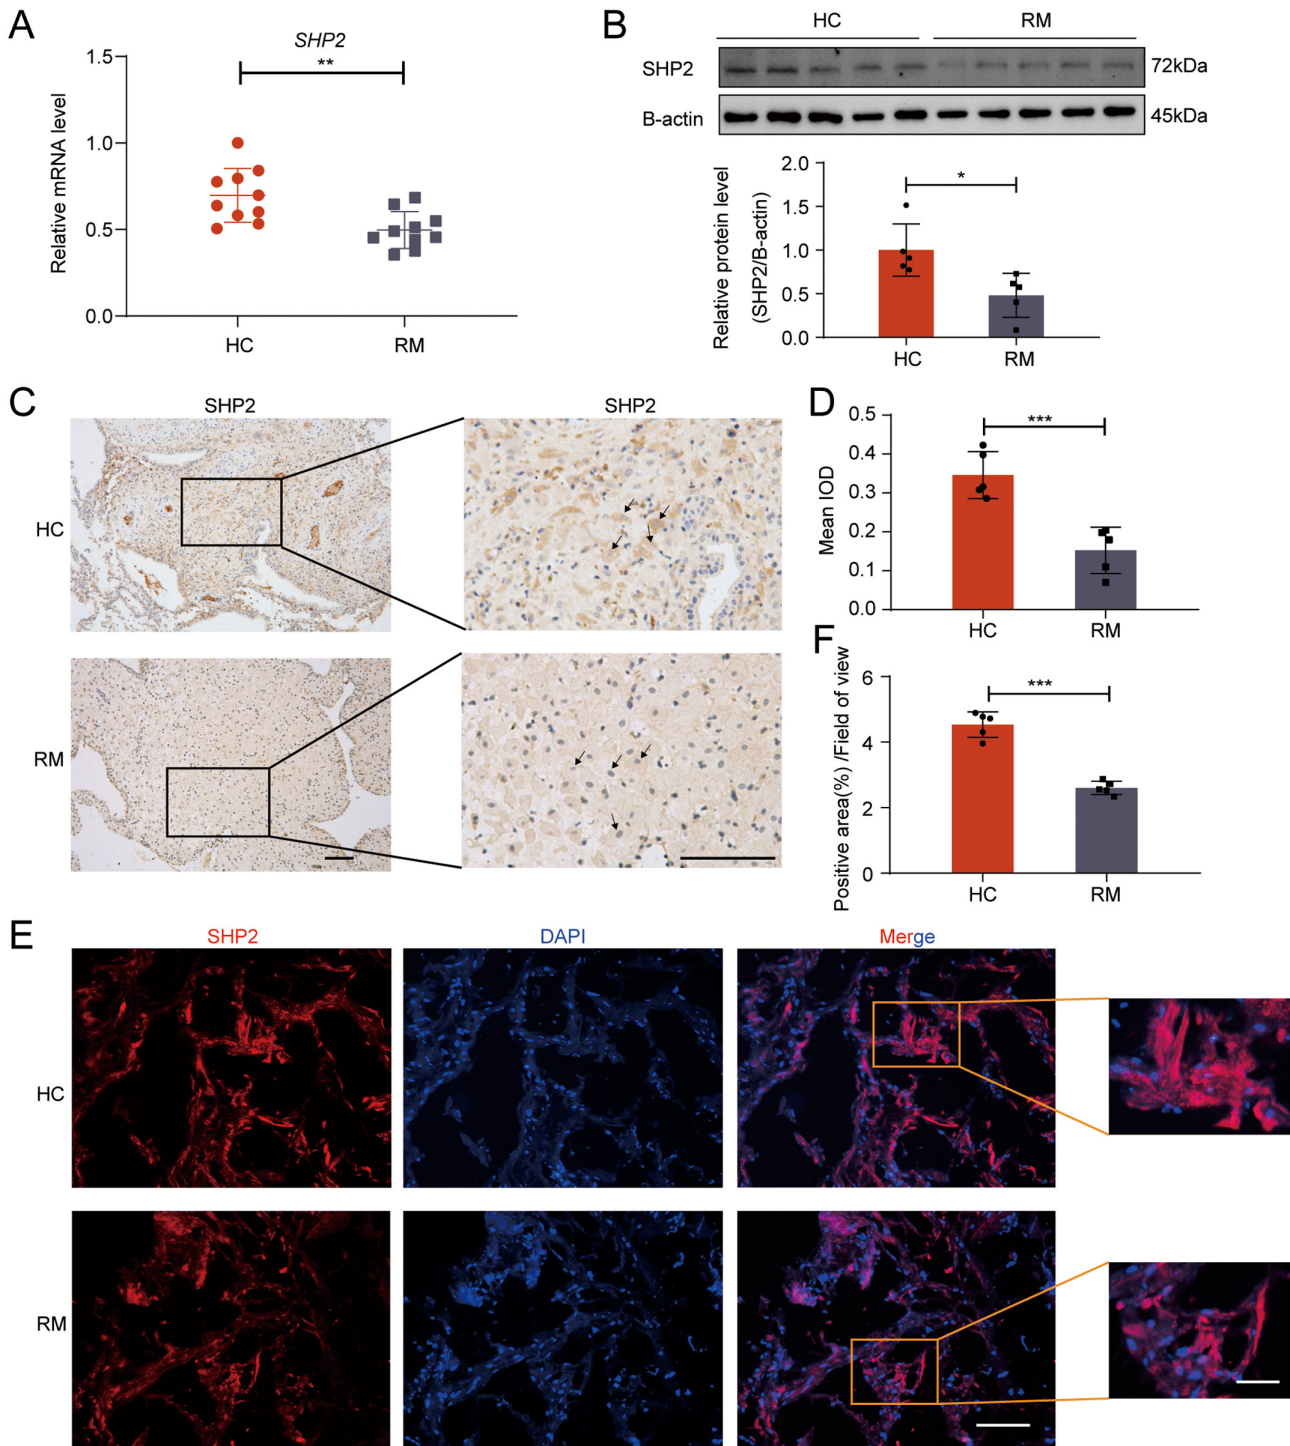 A
SHP2
**
Relative mRNA level
1.5
1.0
0.5
0.0
HC
RM
B
HC
RM
SHP2
72kDa
B-actin
45kDa
Relative protein level
(SHP2/B-actin)
2.0
1.5
1.0
0.5
0.0
*
HC
RM
C
SHP2
SHP2
HC
RM
D
Mean IOD
0.5
0.4
0.3
0.2
0.1
0.0
***
HC
RM
F
Positive area(%) /Field of view
6
4
2
0
***
HC
RM
E
SHP2
DAPI
Merge
HC
RM